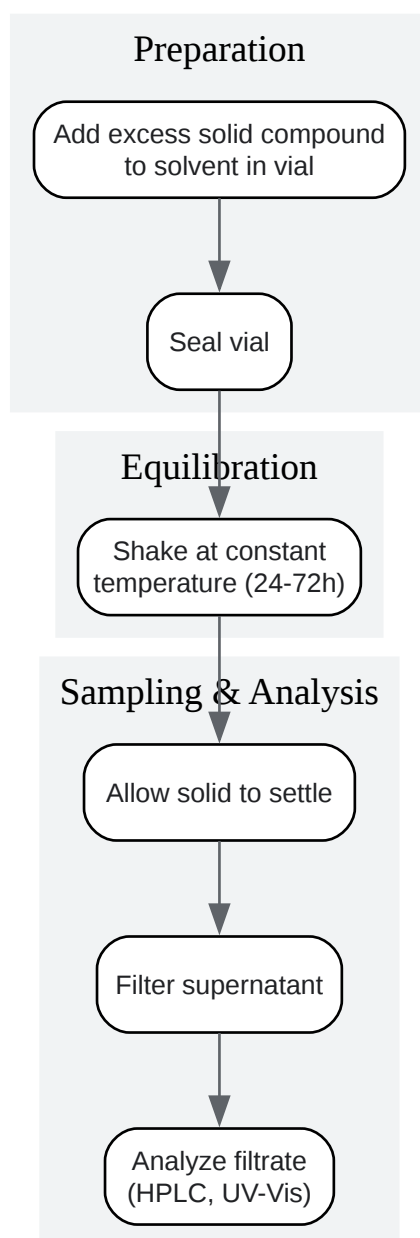 Preparation
Add excess solid compound
to solvent in vial
Seal vial
Equilibration
Shake at constant
temperature (24-72h)
Sampling & Analysis
Allow solid to settle
Filter supernatant
Analyze filtrate
(HPLC, UV-Vis)